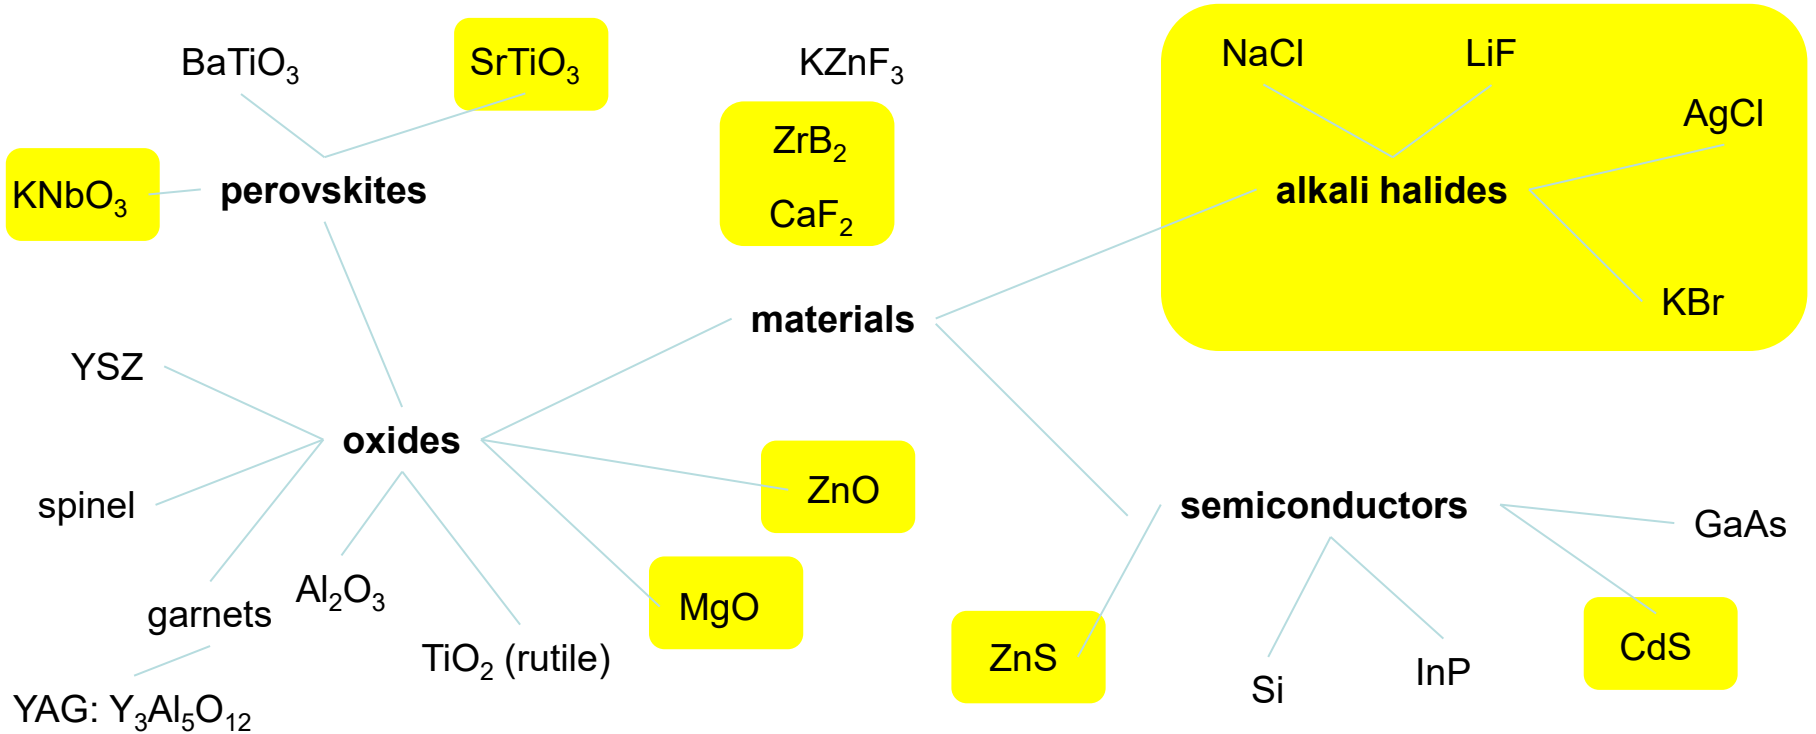 BaTiO₃
SrTiO₃
KZnF₃
NaCl
LiF
AgCl
ZrB₂
KNbO₃
perovskites
CaF₂
alkali halides
KBr
materials
YSZ
oxides
ZnO
spinel
semiconductors
GaAs
garnets
Al₂O₃
MgO
TiO₂ (rutile)
ZnS
Si
InP
CdS
YAG: Y₃Al₅O₁₂